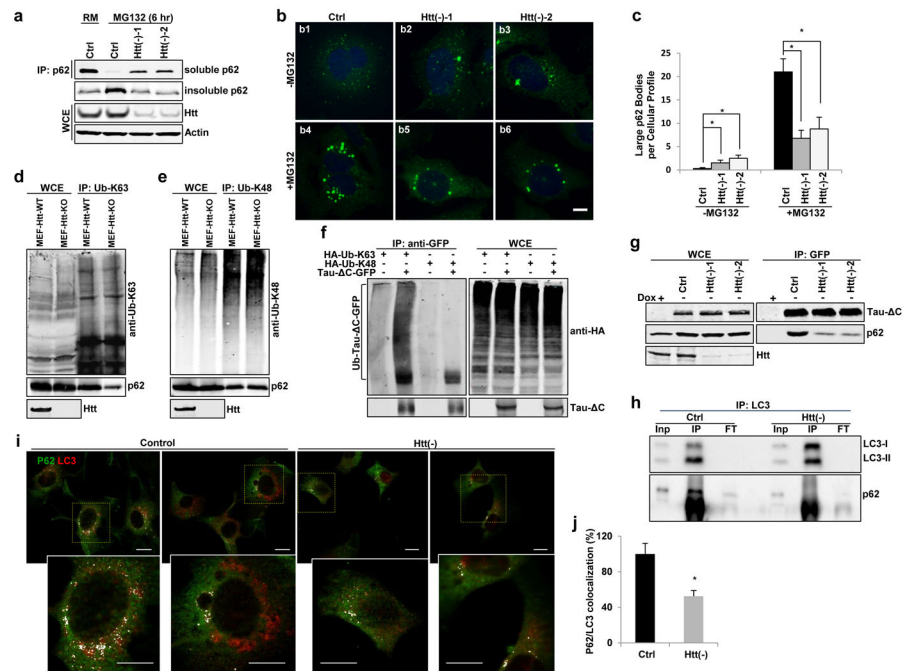 a
RM MG132 (6 hr)
Ctrl Ctrl Htt(-)-1 Htt(-)-2
IP: p62 soluble p62
insoluble p62
WCE Htt
Actin
b
Ctrl Htt(-)-1 Htt(-)-2
-MG132 b1 b2 b3
+MG132 b4 b5 b6
c
Large p62 Bodies per Cellular Profile
25
20
15
10
5
0
* * * *
Ctrl Htt(-)-1 Htt(-)-2 Ctrl Htt(-)-1 Htt(-)-2
-MG132 +MG132
d
WCE IP: Ub-K63
MEF-Htt-WT MEF-Htt-KO MEF-Htt-WT MEF-Htt-KO
anti-Ub-K63
p62
Htt
e
WCE IP: Ub-K48
MEF-Htt-WT MEF-Htt-KO MEF-Htt-WT MEF-Htt-KO
anti-Ub-K48
p62
Htt
f
IP: anti-GFP WCE
HA-Ub-K63 + + - - + + - -
HA-Ub-K48 - - + + - - + +
Tau-ΔC-GFP - + - + - + - +
Ub-Tau-ΔC-GFP
anti-HA
Tau-ΔC
g
WCE IP: GFP
Ctrl Htt(-)-1 Htt(-)-2 Ctrl Htt(-)-1 Htt(-)-2
Dox + - - - + - - -
Tau-ΔC
p62
Htt
h
IP: LC3
Ctrl Htt(-)
Inp IP FT Inp IP FT
LC3-I
LC3-II
p62
i
Control Htt(-)
P62 LC3
j
P62/LC3 colocalization (%)
120
80
40
0
*
Ctrl Htt(-)